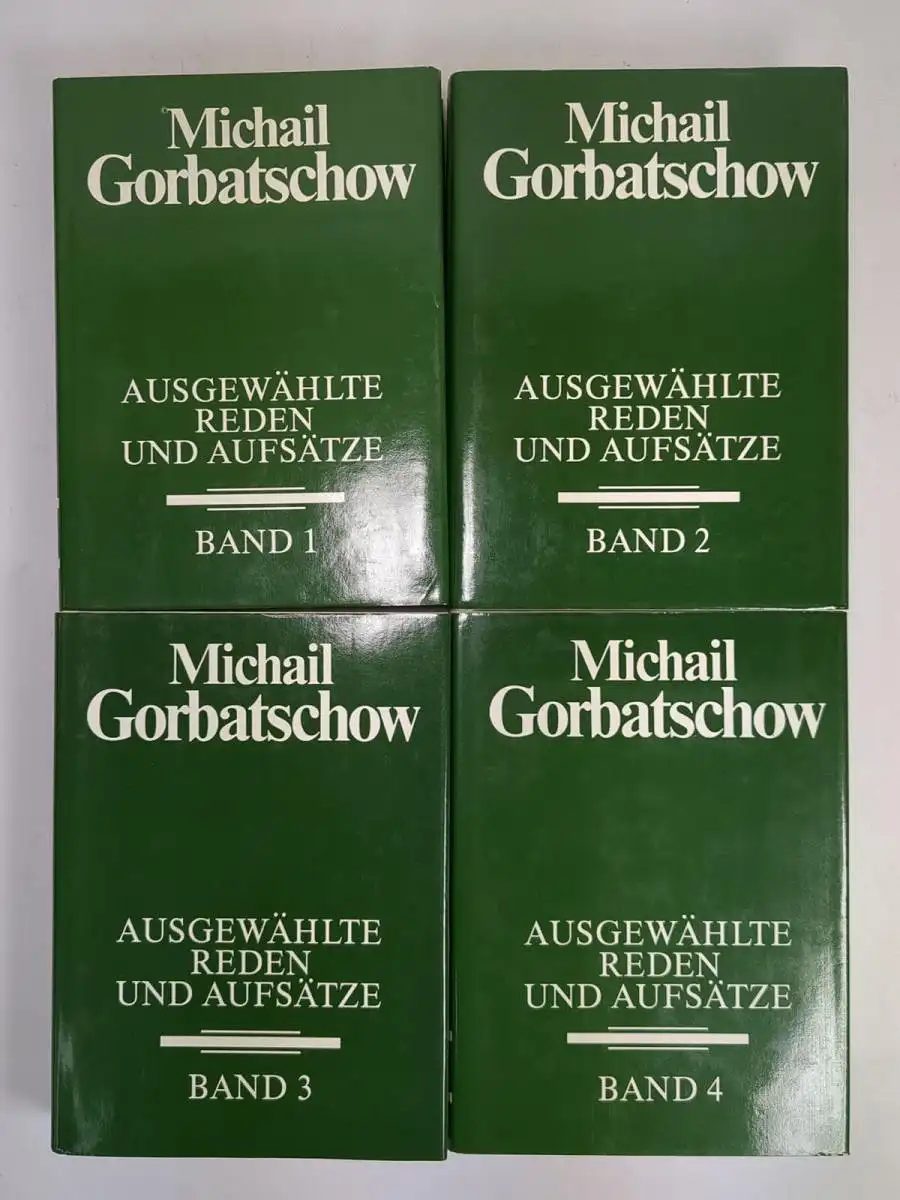 Michail
Gorbatschow
AUSGEWÄHLTE
REDEN
UND AUFSÄTZE
BAND 1
Michail
Gorbatschow
AUSGEWÄHLTE
REDEN
UND AUFSÄTZE
BAND 2
Michail
Gorbatschow
AUSGEWÄHLTE
REDEN
UND AUFSÄTZE
BAND 3
Michail
Gorbatschow
AUSGEWÄHLTE
REDEN
UND AUFSÄTZE
BAND 4